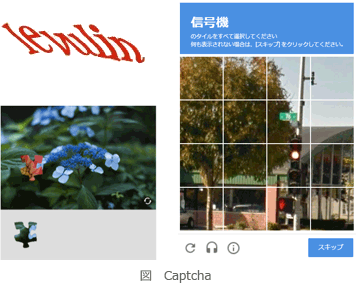 lewulin
信号機
のタイルをすべて選択してください
何も表示されない場合は、[スキップ]をクリックしてください。
スキップ
図 Captcha